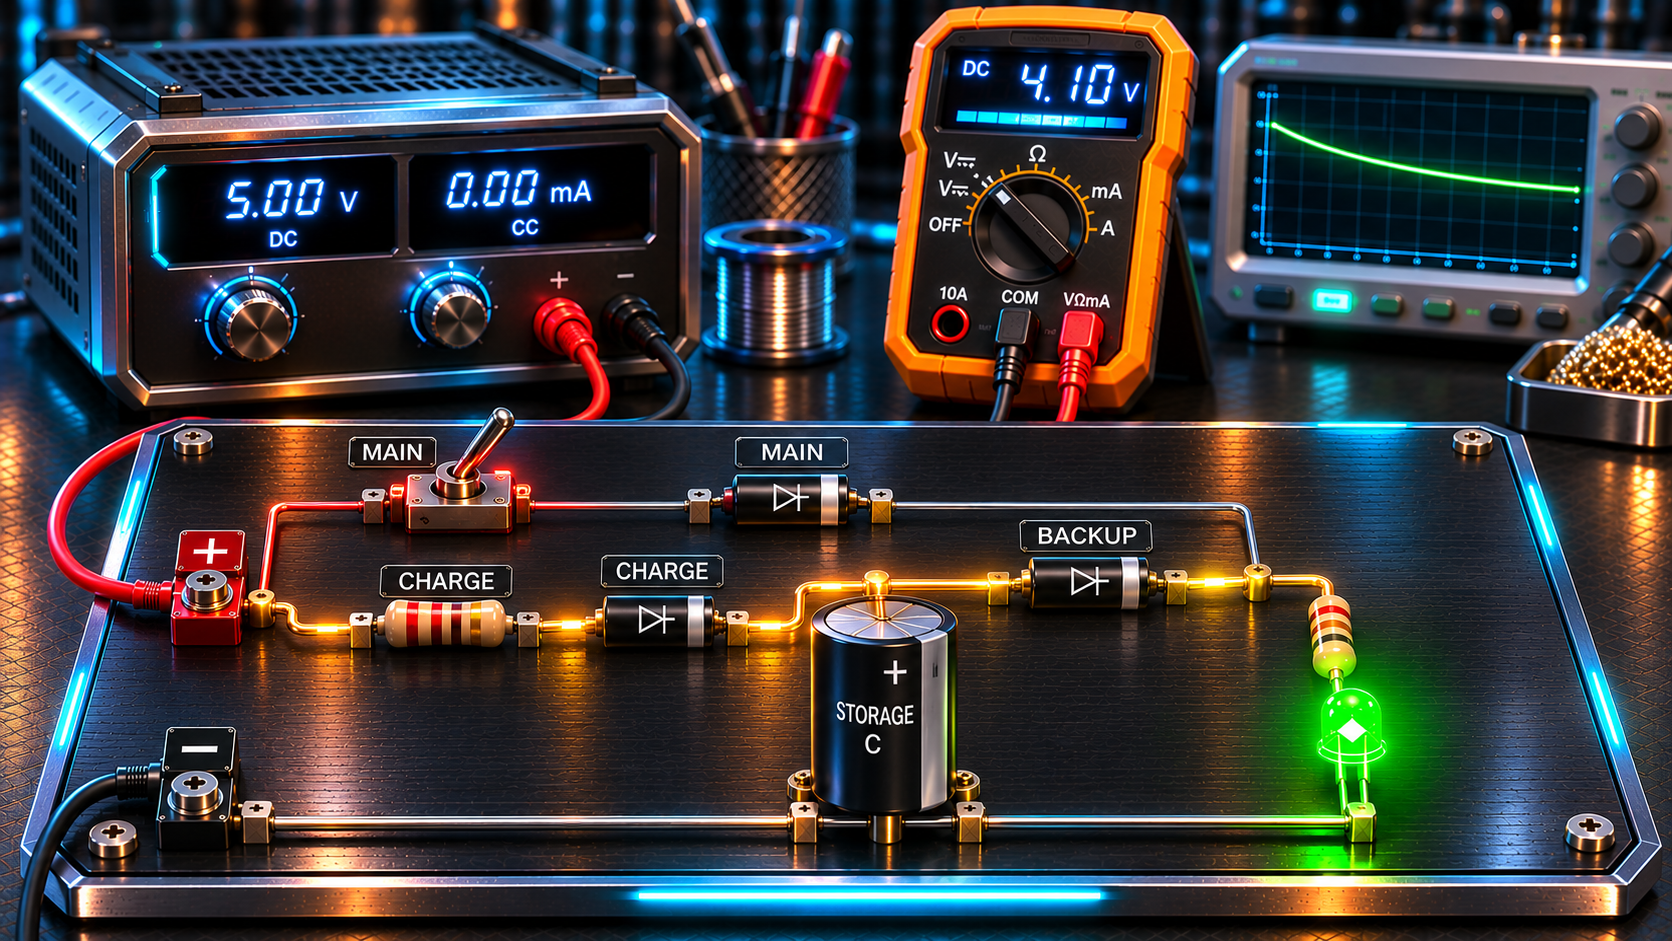 5.00 V
DC
0.00 mA
CC
+
−
DC 4.10 V
V
Ω
V
mA
OFF
A
10A
COM
VΩmA
MAIN
MAIN
BACKUP
+
CHARGE
CHARGE
+
STORAGE
C
−